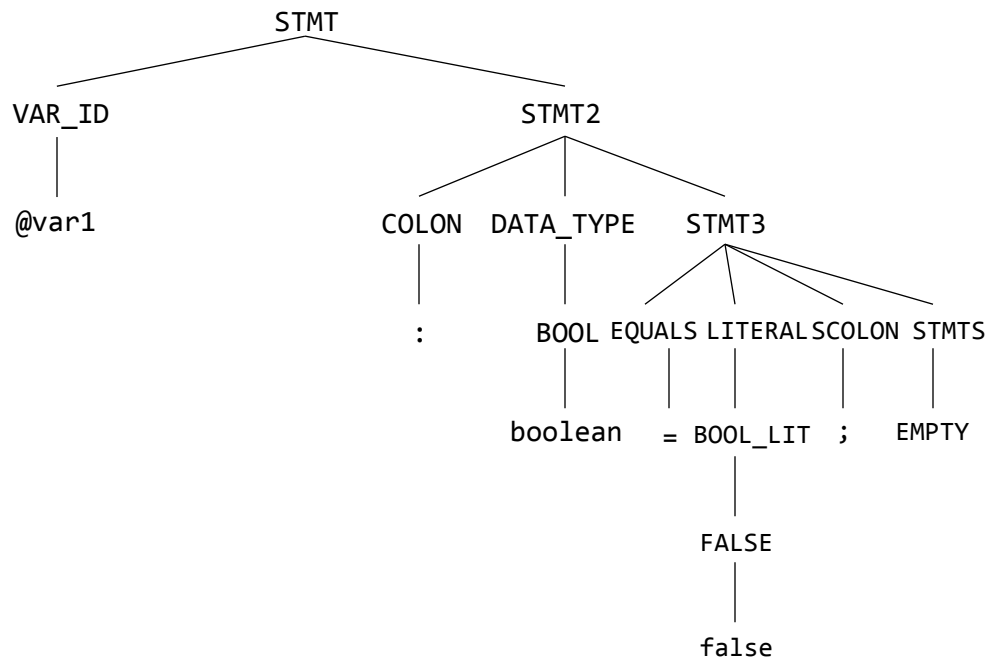 STMT
VAR_ID STMT2
@var1 COLON DATA_TYPE STMT3
: BOOL EQUALS LITERAL SCOLON STMTS
boolean = BOOL_LIT ; EMPTY
FALSE
false